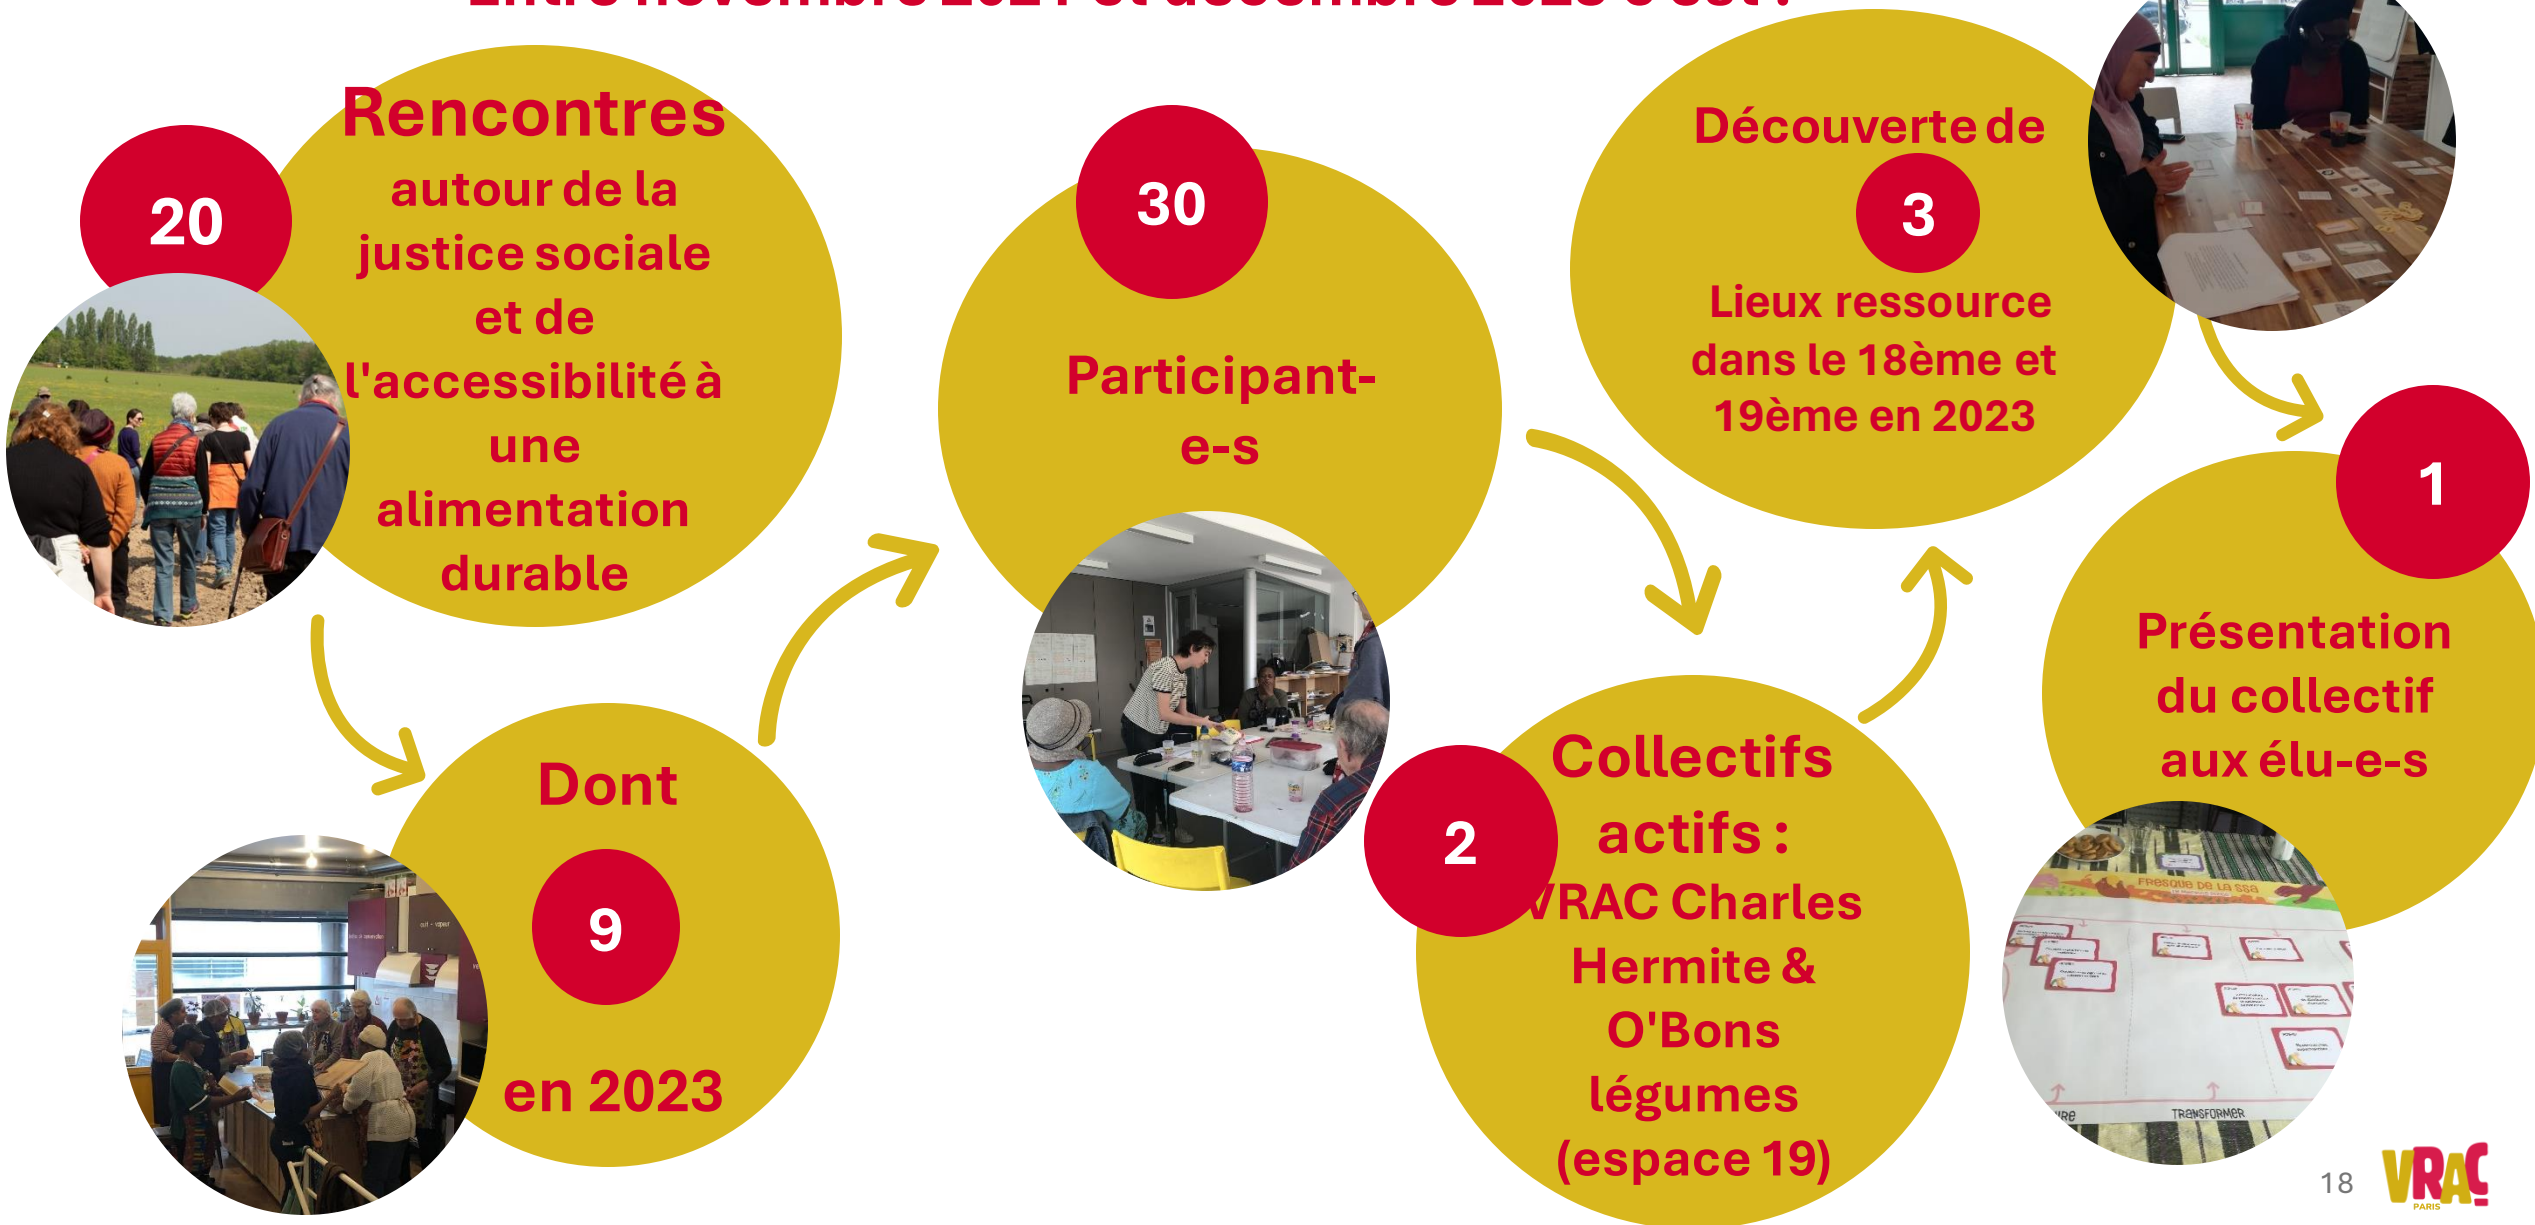 20
Rencontres
autour de la
justice sociale
et de
l'accessibilité à
une
alimentation
durable
Dont
9
en 2023
30
Participant-
e-s
2
Collectifs
actifs :
VRAC Charles
Hermite &
O'Bons
légumes
(espace 19)
Découverte de
3
Lieux ressource
dans le 18ème et
19ème en 2023
1
Présentation
du collectif
aux élu-e-s
FRESQUE DE LA SSA
TRANSFORMER
18
VRAC
PARIS